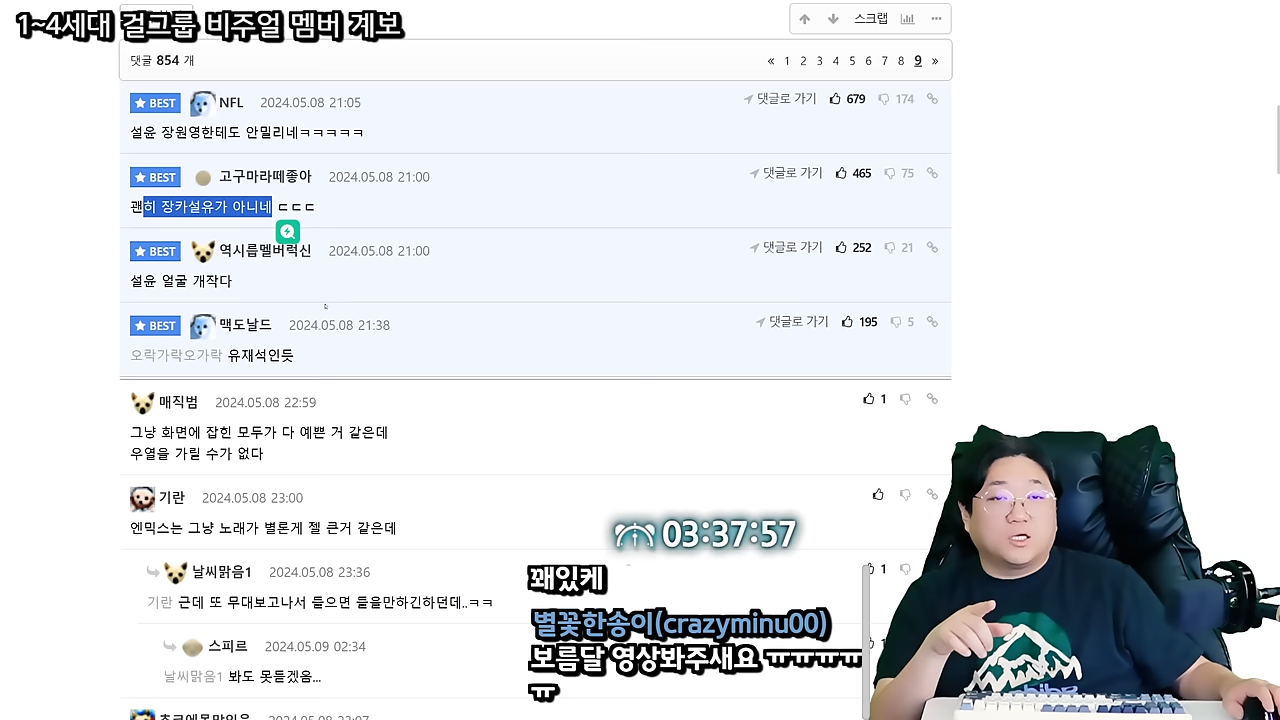 1~4세대 걸그룹 비주얼 멤버 계보
스크랩
댓글 854 개
« 1 2 3 4 5 6 7 8 9 »
BEST NFL 2024.05.08 21:05 댓글로 가기 679 174
설윤 장원영한테도 안밀리네ㅋㅋㅋㅋㅋ
BEST 고구마라떼좋아 2024.05.08 21:00 댓글로 가기 465 75
괜히 장카설유가 아니네 ㄷㄷㄷ
BEST 역시릅멜버럭신 2024.05.08 21:00 댓글로 가기 252 21
설윤 얼굴 개작다
BEST 맥도날드 2024.05.08 21:38 댓글로 가기 195 5
오락가락오가락 유재석인듯
매직범 2024.05.08 22:59 1
그냥 화면에 잡힌 모두가 다 예쁜 거 같은데
우열을 가릴 수가 없다
기란 2024.05.08 23:00
엔믹스는 그냥 노래가 별론게 젤 큰거 같은데
03:37:57
날씨맑음1 2024.05.08 23:36 1
꽤있케
기란 근데 또 무대보고나서 들으면 들을만하긴하던데..ㅋㅋ
별꽃한송이(crazyminu00)
스피르 2024.05.09 02:34
보름달 영상봐주새요 ㅠㅠㅠㅠ
ㅠ
날씨맑음1 봐도 못듣겠음...